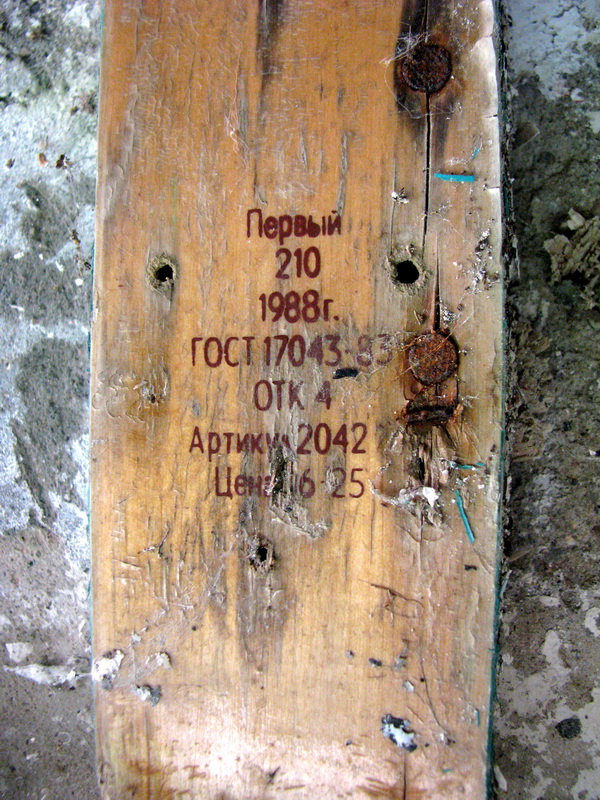 Первый
210
1988г.
ГОСТ 17043-83
ОТК 4
Артикул 2042
Цена 6-25